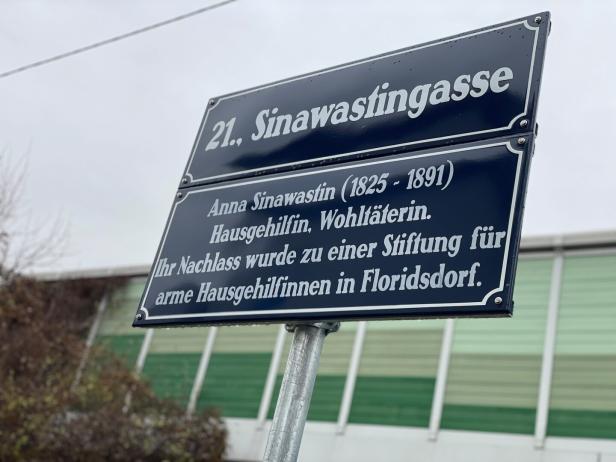 21., Sinawastingasse
Anna Sinawastin (1825 - 1891)
Hausgehilfin, Wohltäterin.
Ihr Nachlass wurde zu einer Stiftung für
arme Hausgehilfinnen in Floridsdorf.